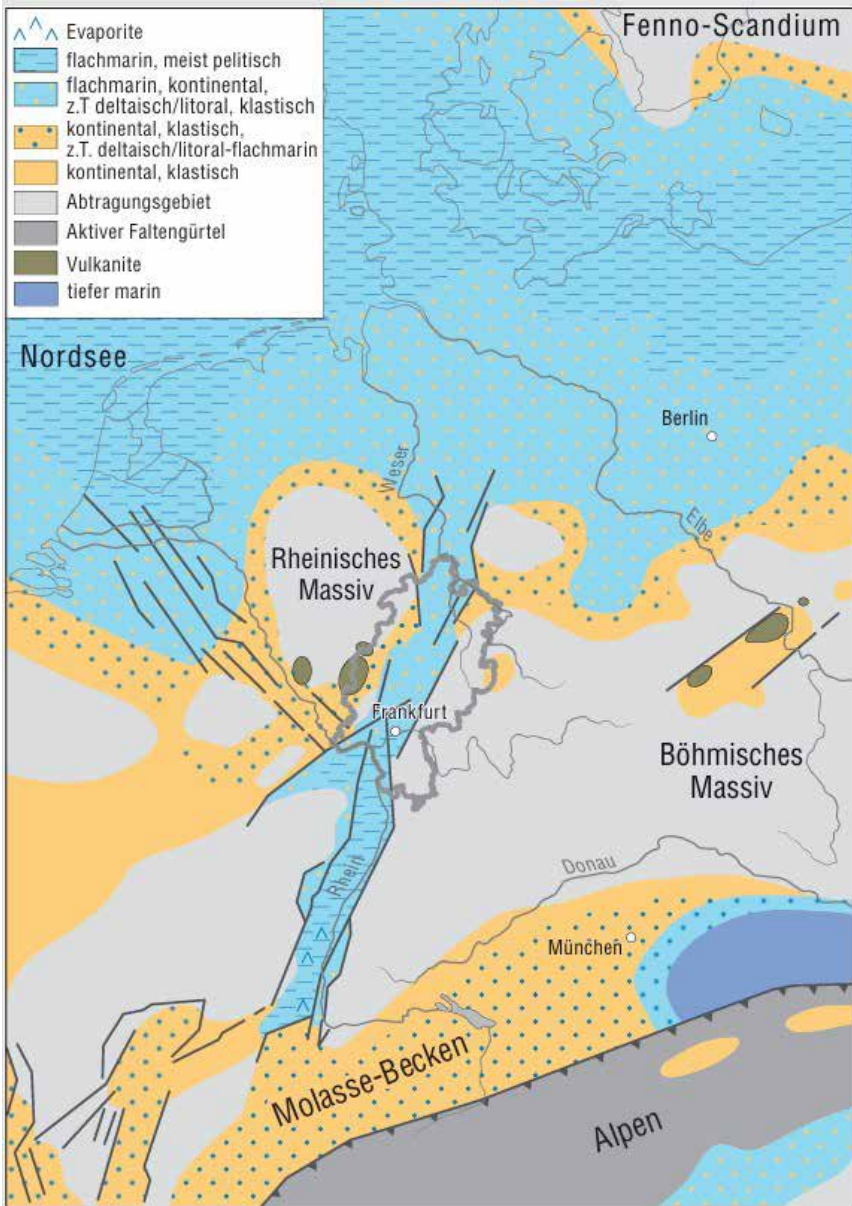 Fenno-Scandium
Evaporite
flachmarin, meist pelitisch
flachmarin, kontinental,
z.T deltaisch/litoral, klastisch
kontinental, klastisch,
z.T. deltaisch/litoral-flachmarin
kontinental, klastisch
Abtragungsgebiet
Aktiver Faltengürtel
Vulkanite
tiefer marin
Nordsee
Berlin
Weser
Elbe
Rheinisches
Massiv
Frankfurt
Böhmisches
Massiv
Rhein
Donau
München
Molasse-Becken
Alpen